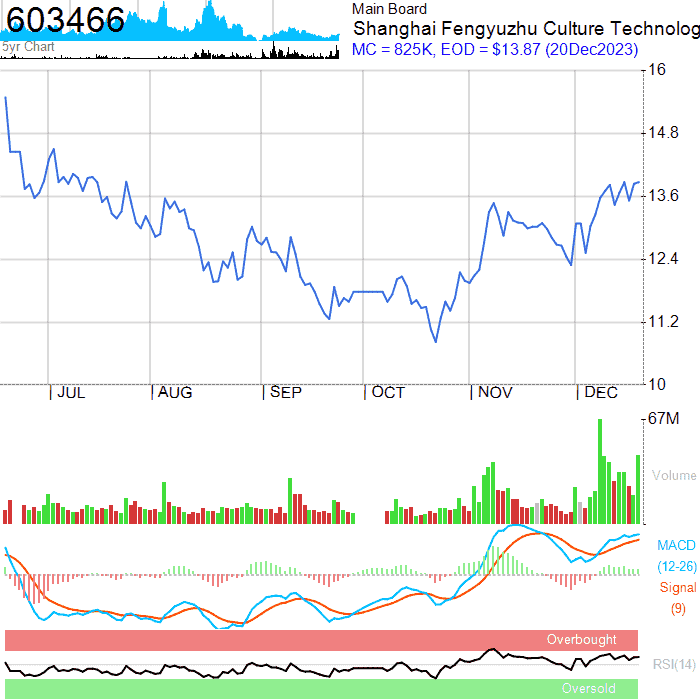 603466
5yr Chart
Main Board
Shanghai Fengyuzhu Culture Technolog
MC = 825K, EOD = $13.87 (20Dec2023)
16
14.8
13.6
12.4
11.2
10
JUL AUG SEP OCT NOV DEC
67M
Volume
MACD
(12-26)
Signal
(9)
Overbought
RSI(14)
Oversold